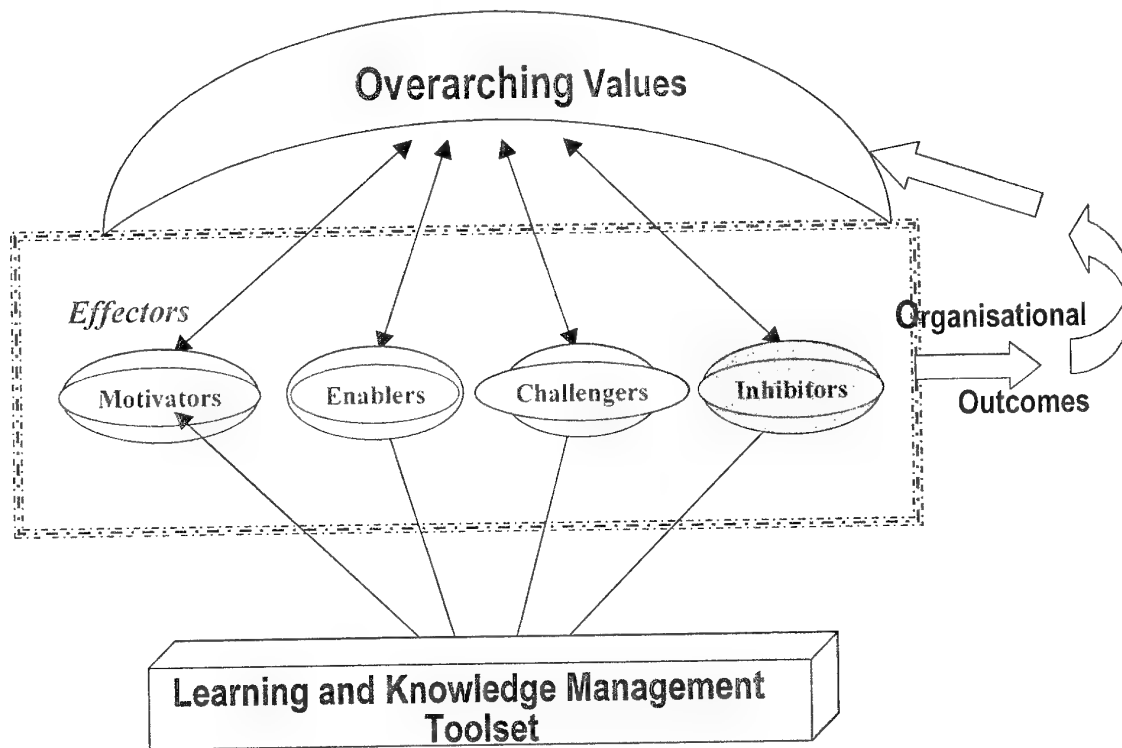 Overarching Values
Effectors
Motivators
Enablers
Challengers
Inhibitors
Organisational
Outcomes
Learning and Knowledge Management
Toolset